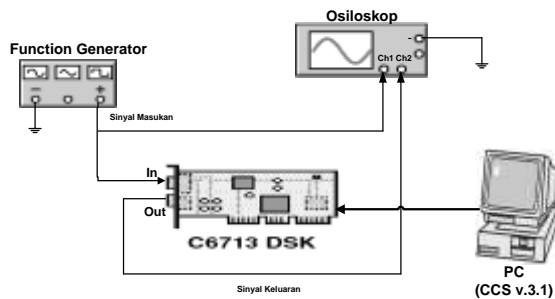 Osiloskop
Function Generator
-
Ch1 Ch2
− +
Sinyal Masukan
In
Out
C6713 DSK
PC
(CCS v.3.1)
Sinyal Keluaran